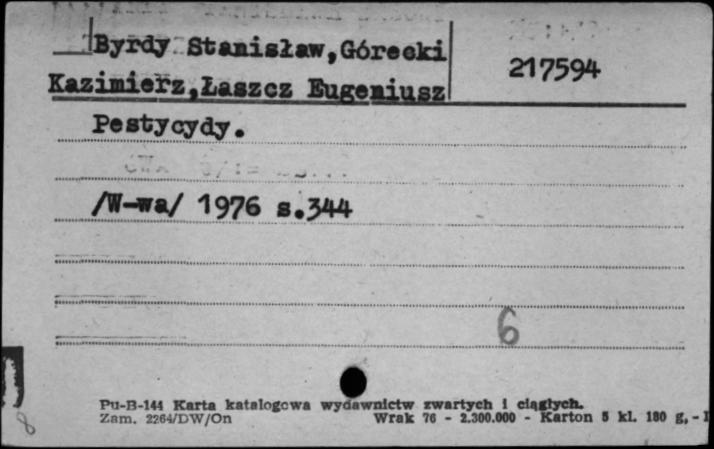 Byrdy Stanisław,Górecki
217594
Kazimierz,Łaszcz Eugeniusz
Pestycydy.
/W-wa/ 1976 s.344
6
Pu-B-144 Karta katalogowa wydawnictw zwartych i ciągłych.
Zam. 2264/DW/On Wrak 76 - 2.300.000 - Karton 5 kl. 180 g, -
8